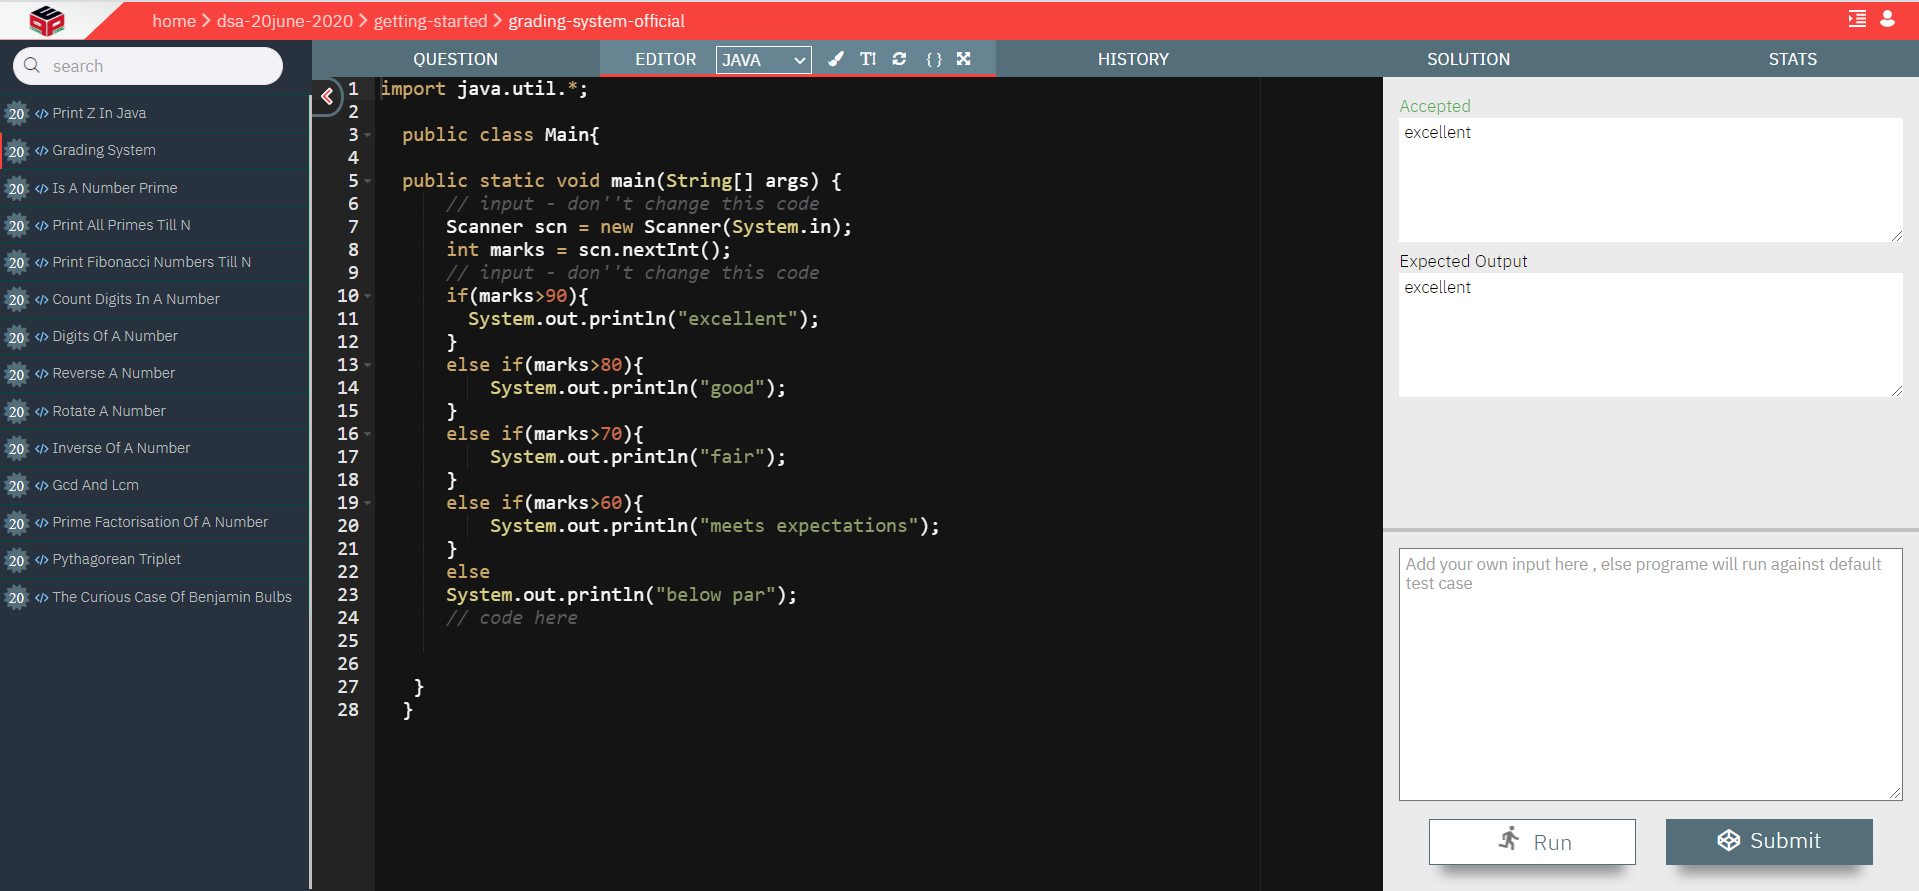 home > dsa-20june-2020 > getting-started > grading-system-official
search
20 </> Print Z In Java
20 </> Grading System
20 </> Is A Number Prime
20 </> Print All Primes Till N
20 </> Print Fibonacci Numbers Till N
20 </> Count Digits In A Number
20 </> Digits Of A Number
20 </> Reverse A Number
20 </> Rotate A Number
20 </> Inverse Of A Number
20 </> Gcd And Lcm
20 </> Prime Factorisation Of A Number
20 </> Pythagorean Triplet
20 </> The Curious Case Of Benjamin Bulbs
QUESTION EDITOR JAVA T! { } HISTORY SOLUTION STATS
1 import java.util.*;
2
3 public class Main{
4
5 public static void main(String[] args) {
6 // input - don''t change this code
7 Scanner scn = new Scanner(System.in);
8 int marks = scn.nextInt();
9 // input - don''t change this code
10 if(marks>90){
11 System.out.println("excellent");
12 }
13 else if(marks>80){
14 System.out.println("good");
15 }
16 else if(marks>70){
17 System.out.println("fair");
18 }
19 else if(marks>60){
20 System.out.println("meets expectations");
21 }
22 else
23 System.out.println("below par");
24 // code here
25
26
27 }
28 }
Accepted
excellent
Expected Output
excellent
Add your own input here , else programe will run against default
test case
Run
Submit